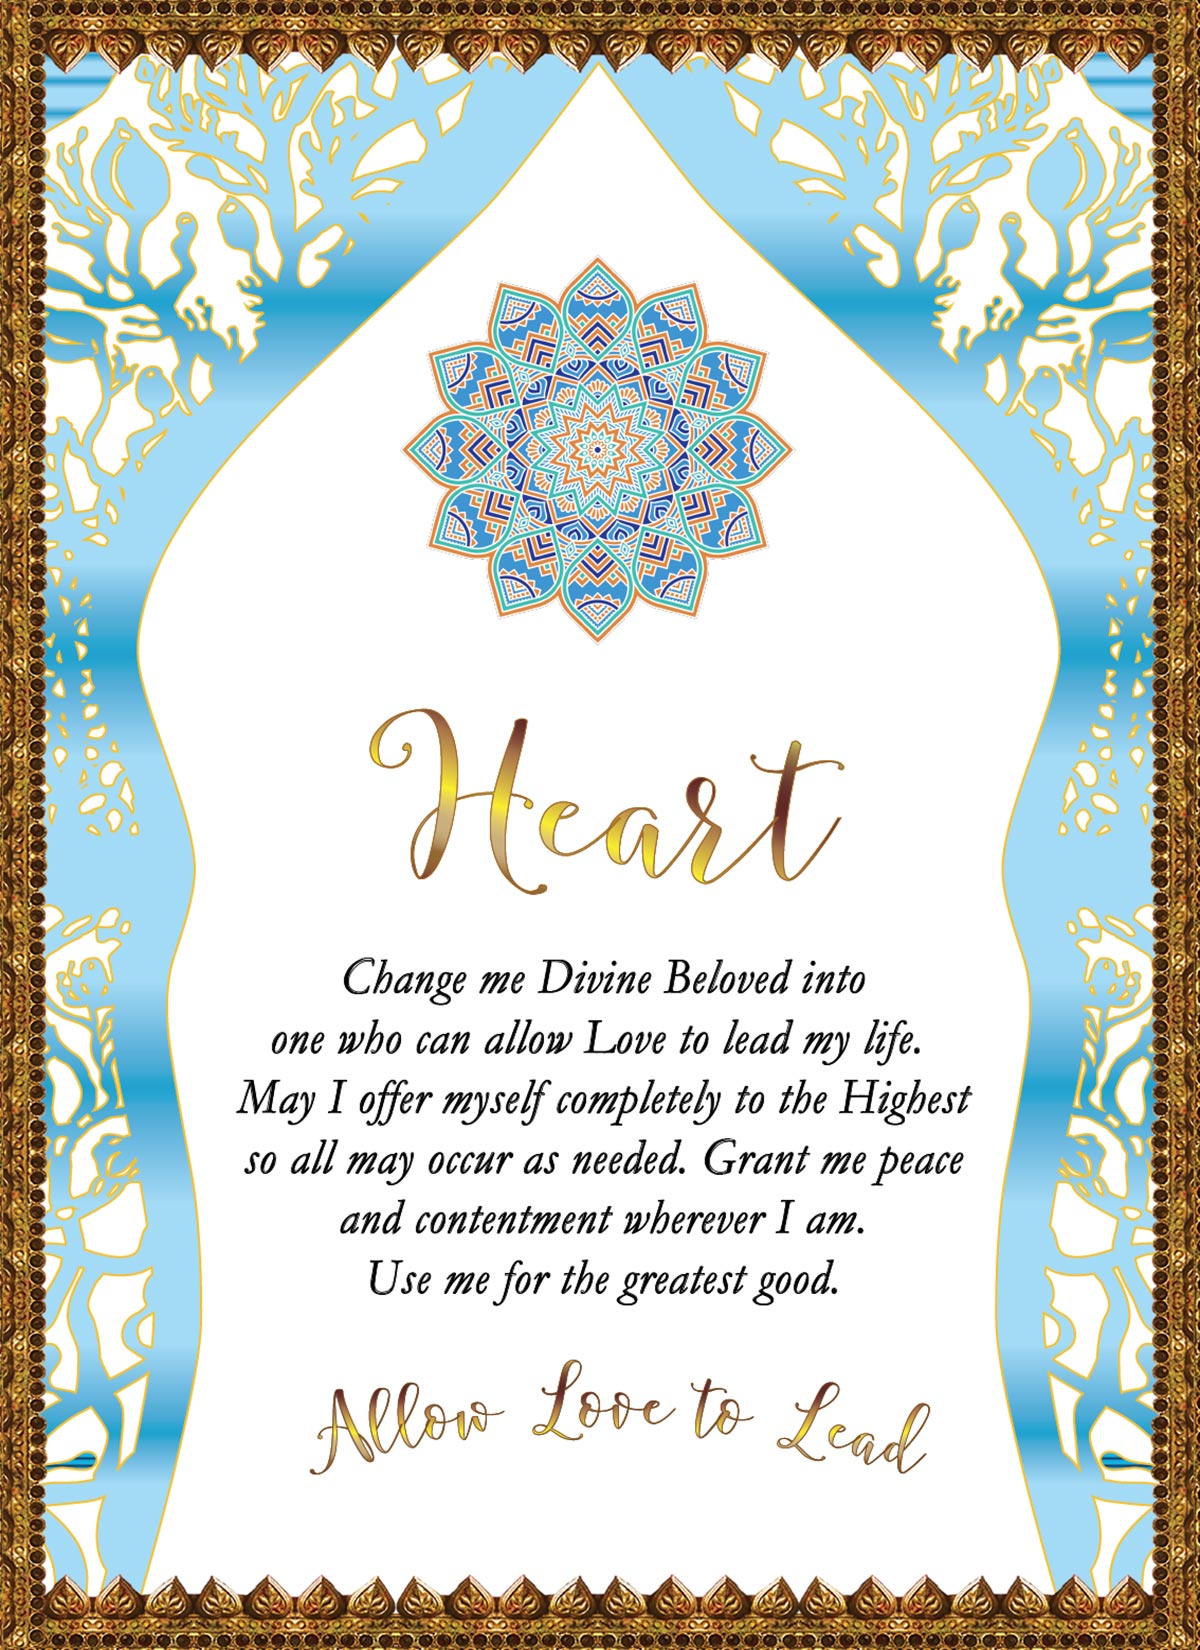 Heart
Change me Divine Beloved into
one who can allow Love to lead my life.
May I offer myself completely to the Highest
so all may occur as needed. Grant me peace
and contentment wherever I am.
Use me for the greatest good.
Allow Love to Lead